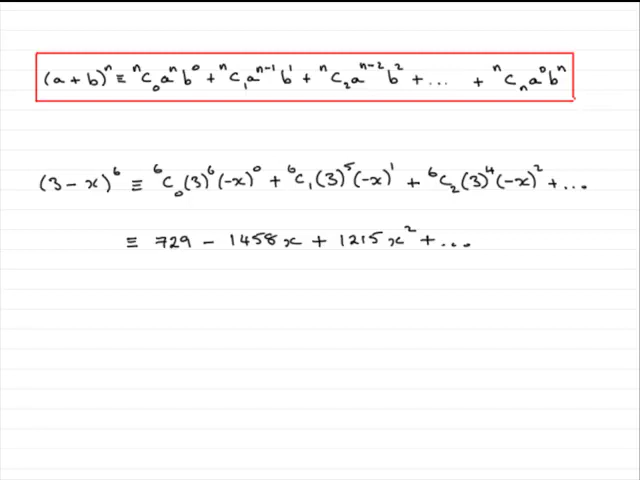 (a + b)ⁿ ≡ ⁿC₀aⁿb⁰ + ⁿC₁aⁿ⁻¹b¹ + ⁿC₂aⁿ⁻²b² + ... + ⁿCₙa⁰bⁿ
(3 - x)⁶ ≡ ⁶C₀(3)⁶(-x)⁰ + ⁶C₁(3)⁵(-x)¹ + ⁶C₂(3)⁴(-x)² + ...
≡ 729 - 1458x + 1215x² + ...